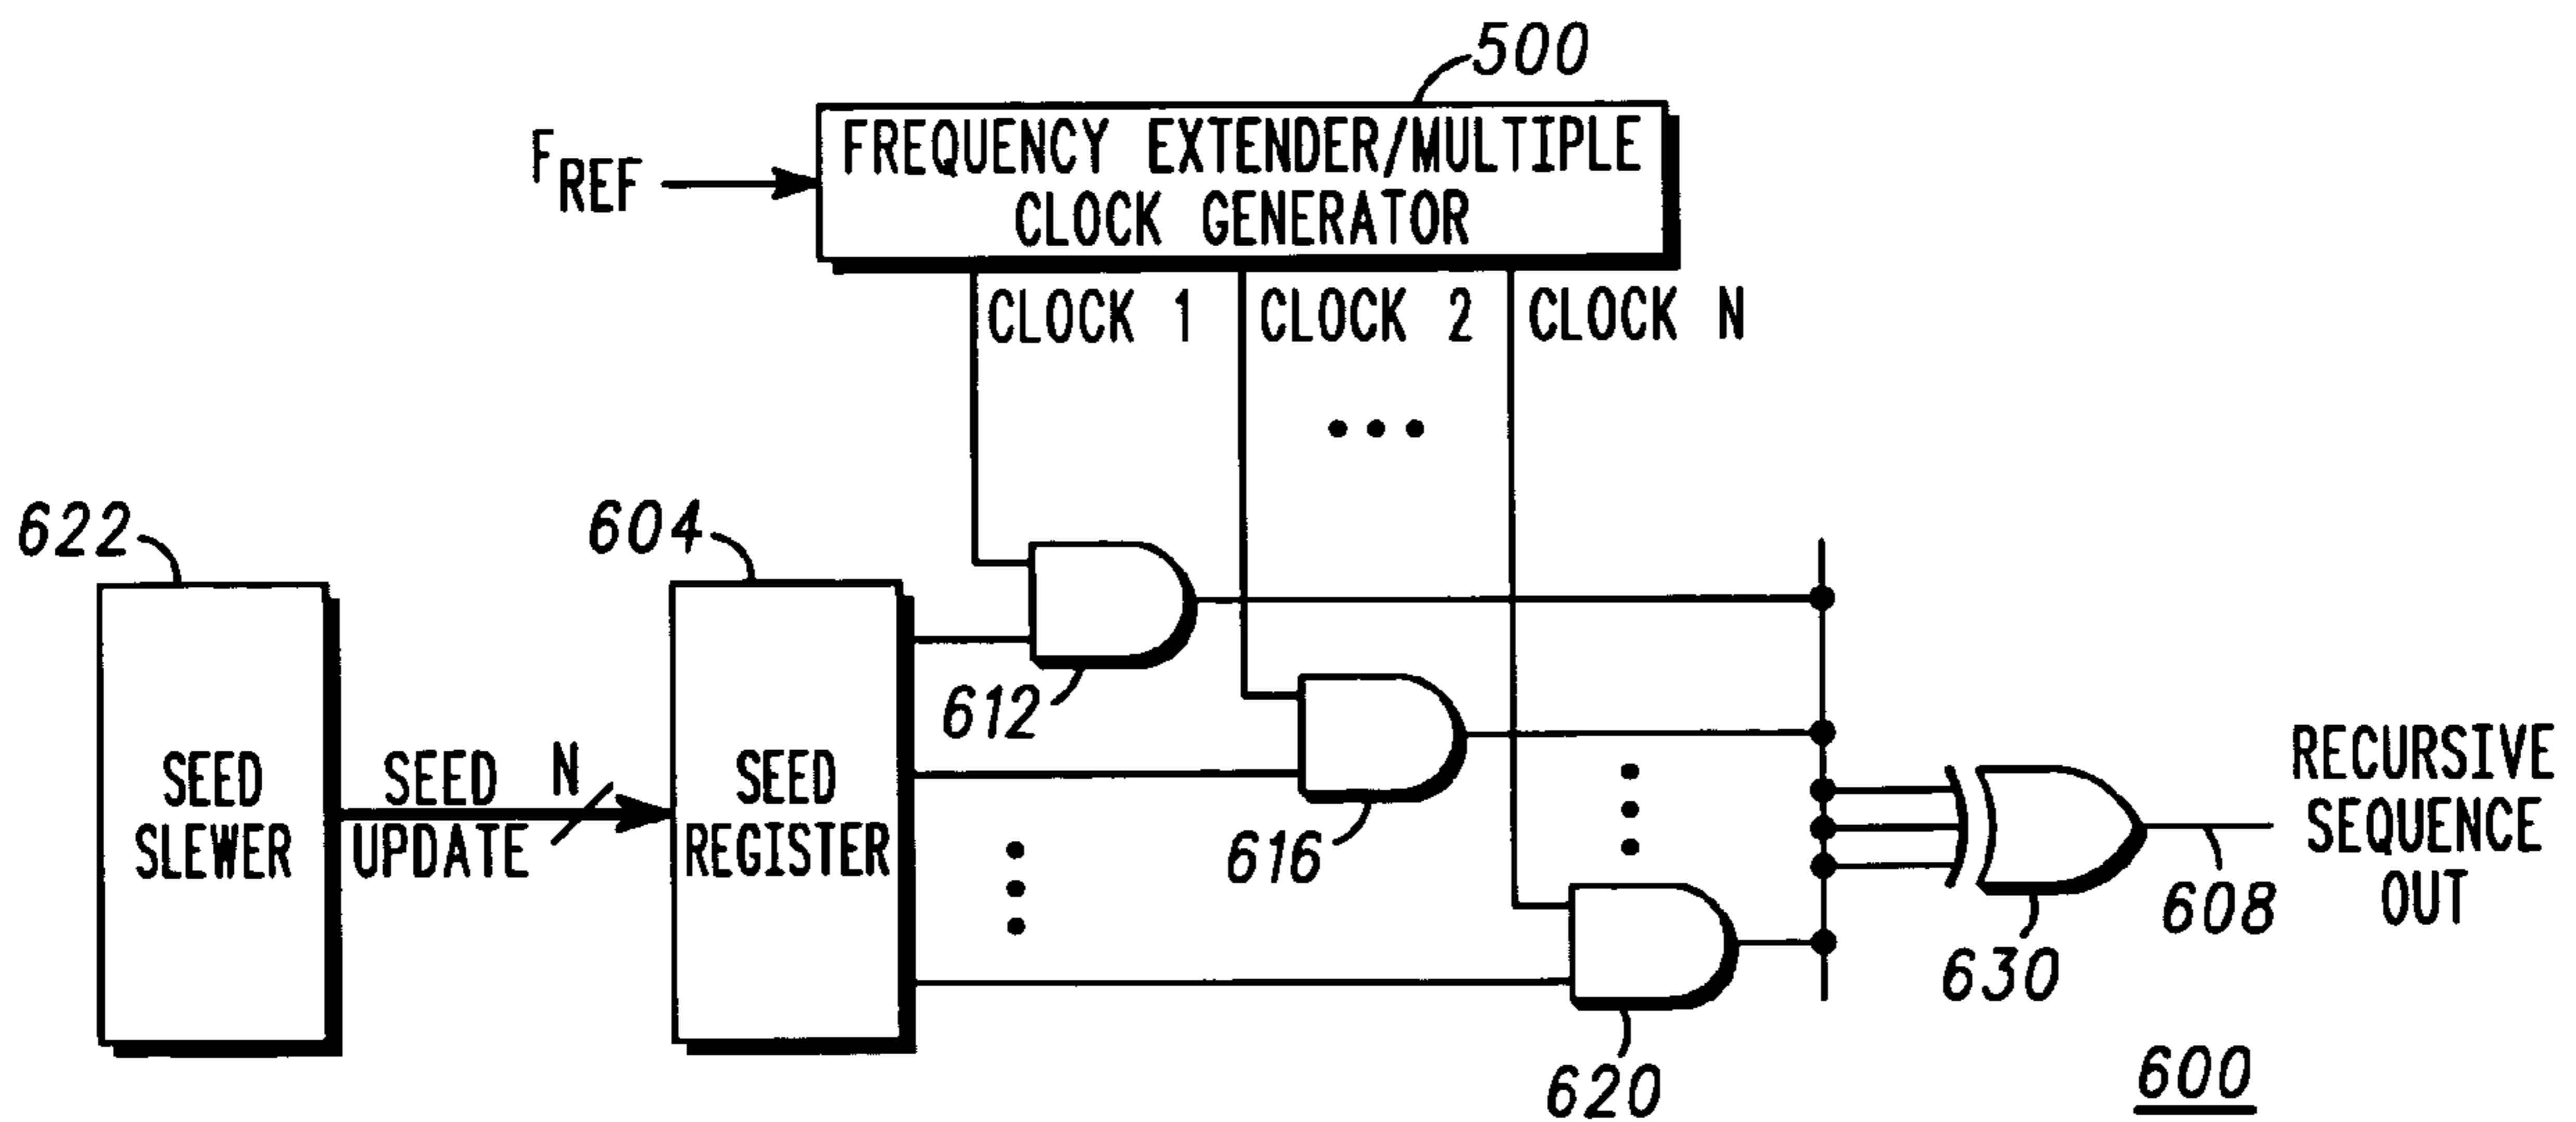 500
FREQUENCY EXTENDER/MULTIPLE
CLOCK GENERATOR
FREF
CLOCK 1
CLOCK 2
CLOCK N
622
604
612
616
620
630
608
SEED
SLEWER
SEED
UPDATE
N
SEED
REGISTER
RECURSIVE
SEQUENCE
OUT
600